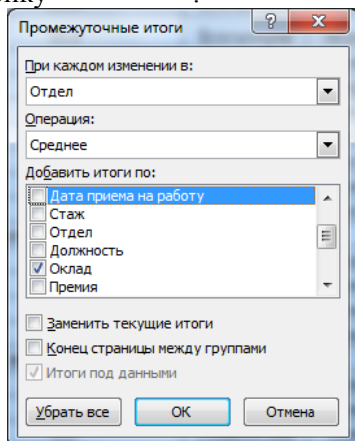 Промежуточные итоги
При каждом изменении в:
Отдел
Операция:
Среднее
Добавить итоги по:
Дата приема на работу
Стаж
Отдел
Должность
Оклад
Премия
Заменить текущие итоги
Конец страницы между группами
Итоги под данными
Убрать все ОК Отмена